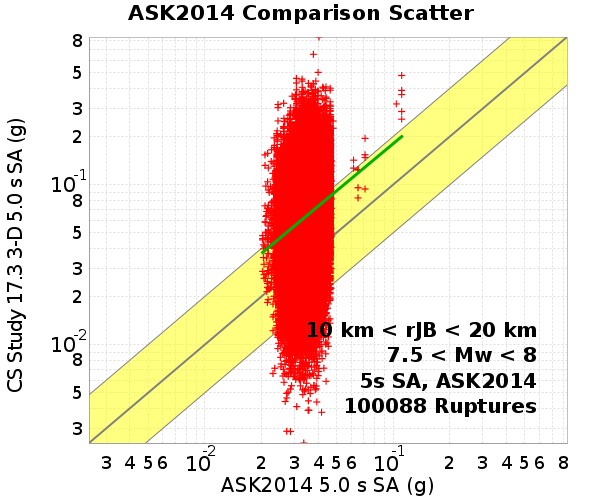 ASK2014 Comparison Scatter
CS Study 17.3 3-D 5.0 s SA (g)
8
5
3
2
10⁻¹
8
5
3
2
10⁻²
8
5
3
10 km < rJB < 20 km
7.5 < Mw < 8
5s SA, ASK2014
100088 Ruptures
3 4 5 6 10⁻² 2 3 4 5 6 10⁻¹ 2 3 4 5 6 8
ASK2014 5.0 s SA (g)